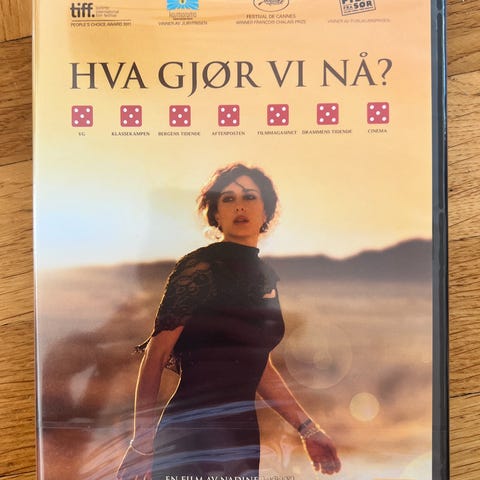 tiff.
PEOPLE'S CHOICE AWARD 2011
VINNER AV JURYPRISEN
FESTIVAL DE CANNES
WINNER FRANÇOIS CHALAIS PRIZE
SØR
VINNER AV PUBLIKUMSPRISEN
HVA GJØR VI NÅ?
VG KLASSEKAMPEN BERGENS TIDENDE AFTENPOSTEN FILMMAGASINET DRAMMENS TIDENDE CINEMA
EN FILM AV NADINE